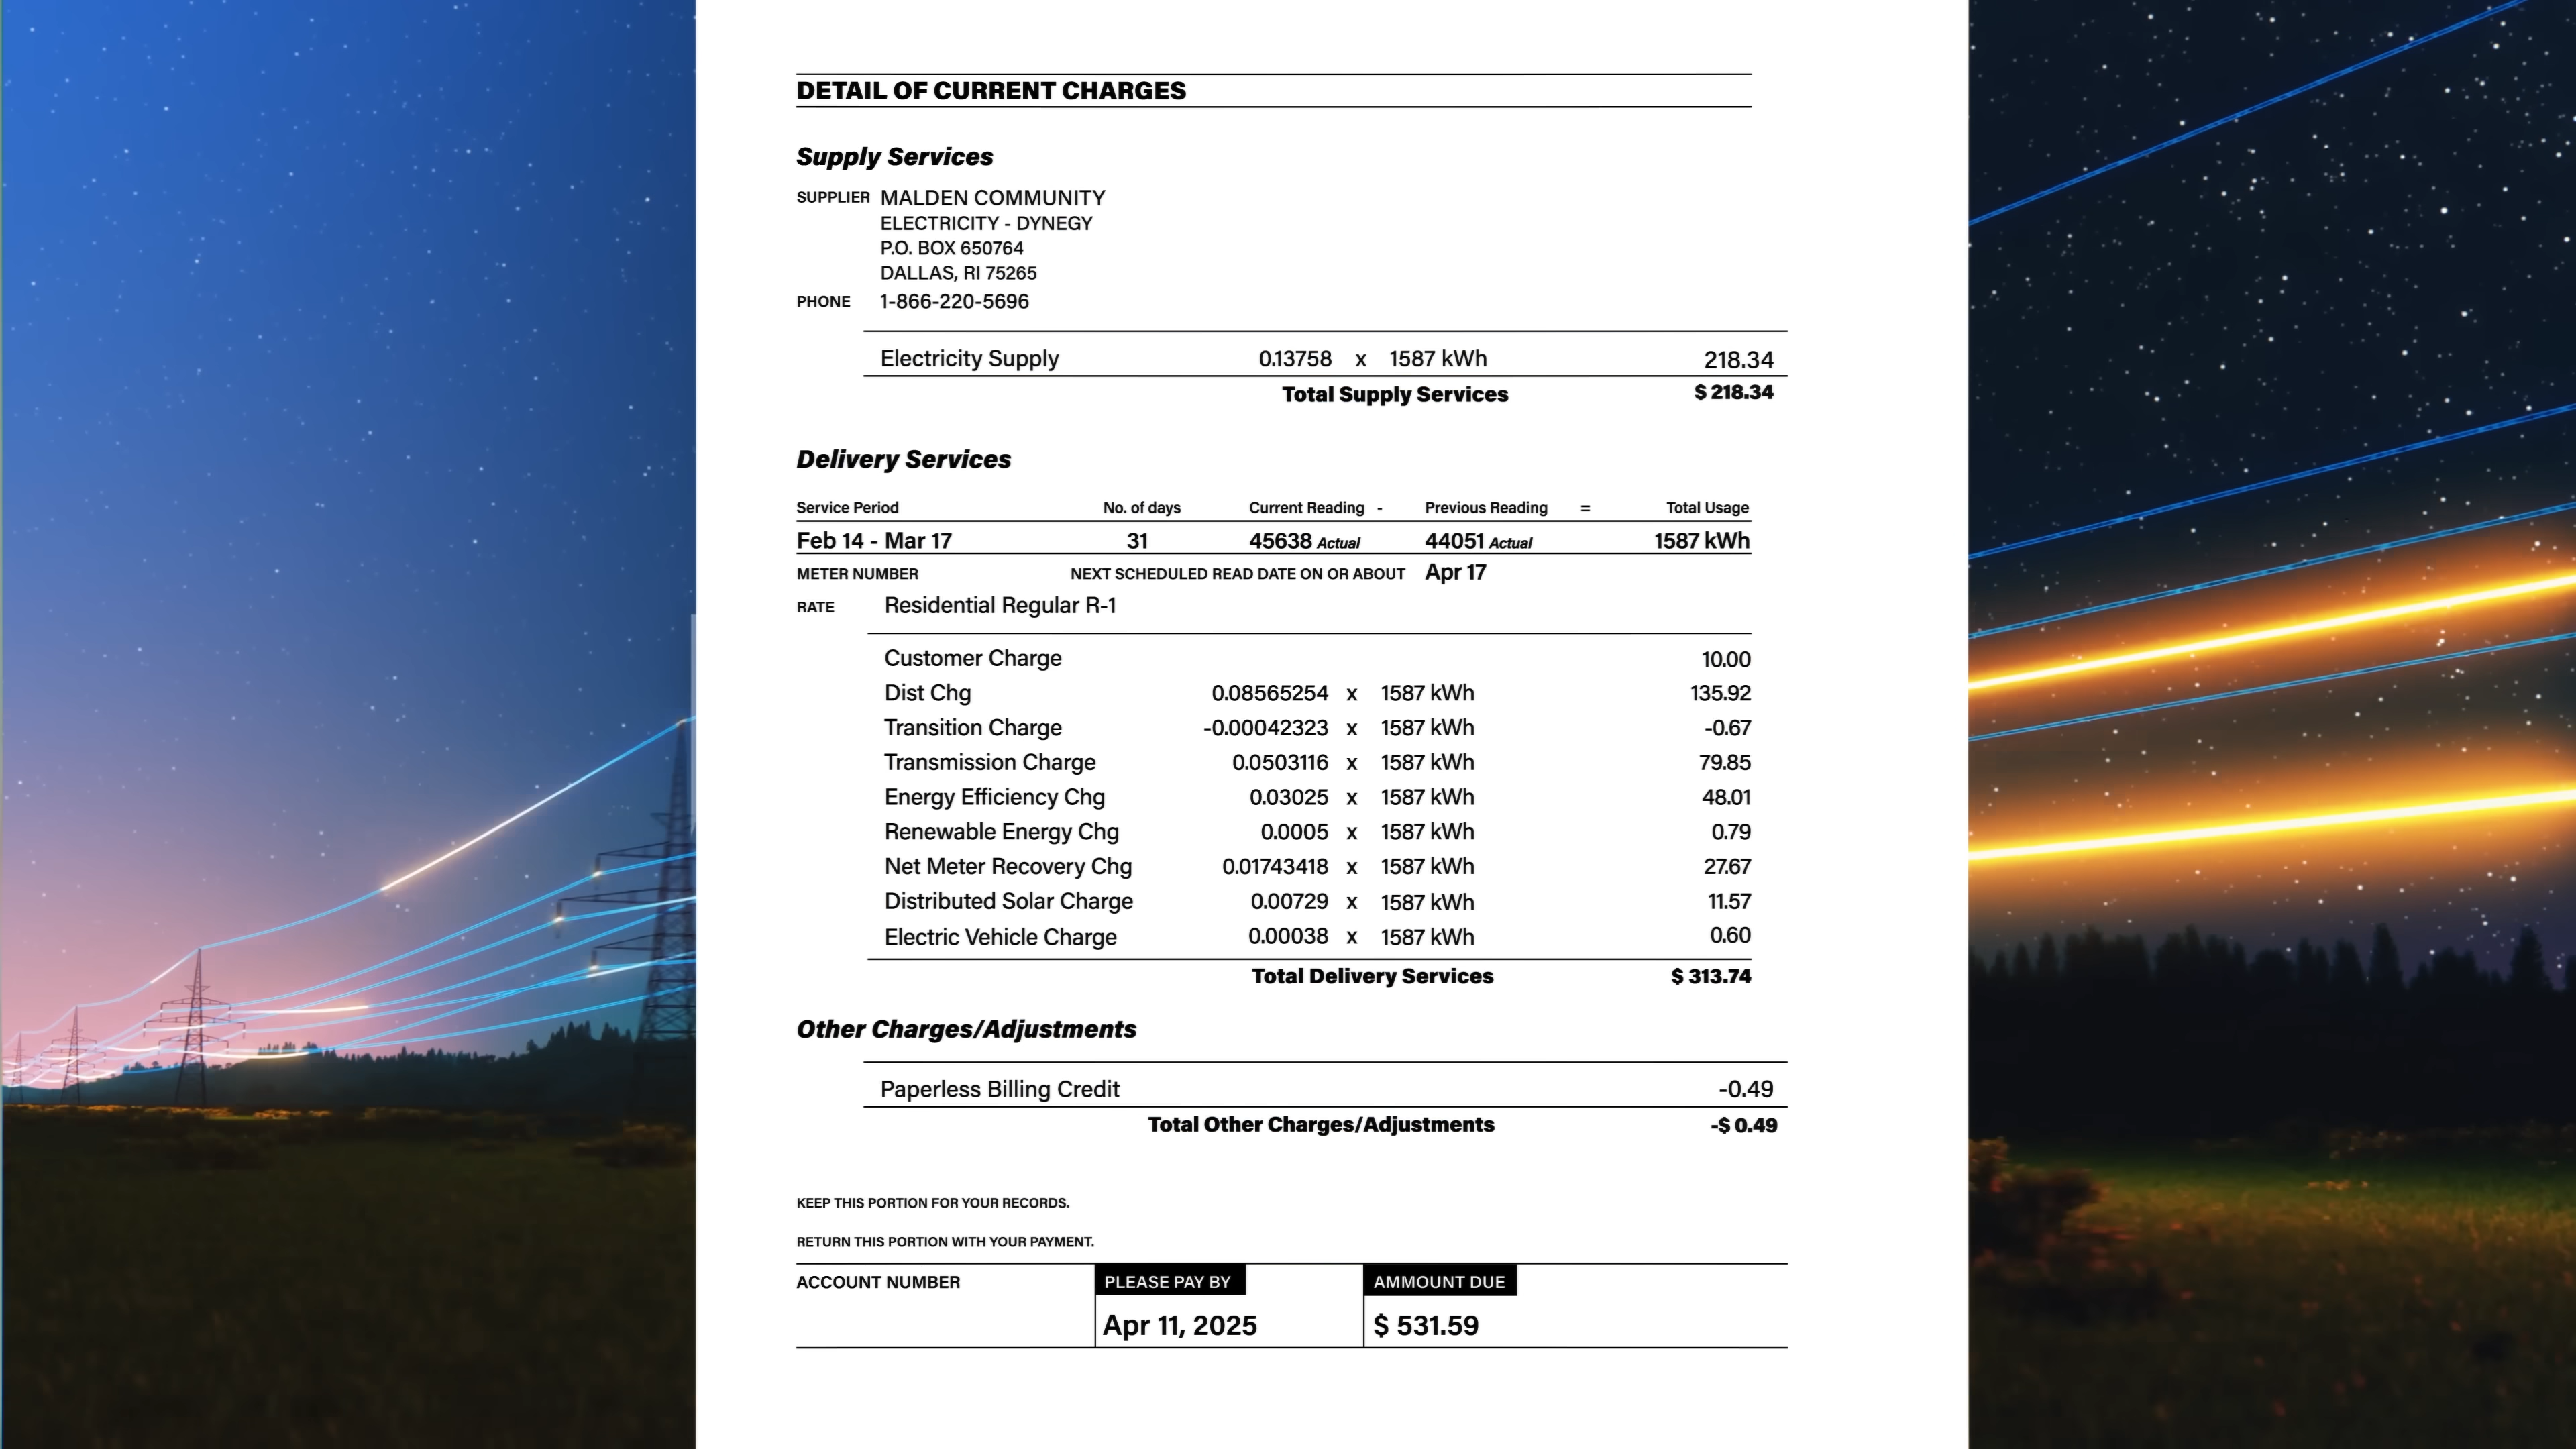 DETAIL OF CURRENT CHARGES
Supply Services
SUPPLIER MALDEN COMMUNITY
ELECTRICITY - DYNEGY
P.O. BOX 650764
DALLAS, RI 75265
PHONE 1-866-220-5696
Electricity Supply 0.13758 x 1587 kWh 218.34
Total Supply Services $ 218.34
Delivery Services
Service Period No. of days Current Reading - Previous Reading = Total Usage
Feb 14 - Mar 17 31 45638 Actual 44051 Actual 1587 kWh
METER NUMBER NEXT SCHEDULED READ DATE ON OR ABOUT Apr 17
RATE Residential Regular R-1
Customer Charge 10.00
Dist Chg 0.08565254 x 1587 kWh 135.92
Transition Charge -0.00042323 x 1587 kWh -0.67
Transmission Charge 0.0503116 x 1587 kWh 79.85
Energy Efficiency Chg 0.03025 x 1587 kWh 48.01
Renewable Energy Chg 0.0005 x 1587 kWh 0.79
Net Meter Recovery Chg 0.01743418 x 1587 kWh 27.67
Distributed Solar Charge 0.00729 x 1587 kWh 11.57
Electric Vehicle Charge 0.00038 x 1587 kWh 0.60
Total Delivery Services $ 313.74
Other Charges/Adjustments
Paperless Billing Credit -0.49
Total Other Charges/Adjustments -$ 0.49
KEEP THIS PORTION FOR YOUR RECORDS.
RETURN THIS PORTION WITH YOUR PAYMENT.
ACCOUNT NUMBER PLEASE PAY BY AMMOUNT DUE
Apr 11, 2025 $ 531.59